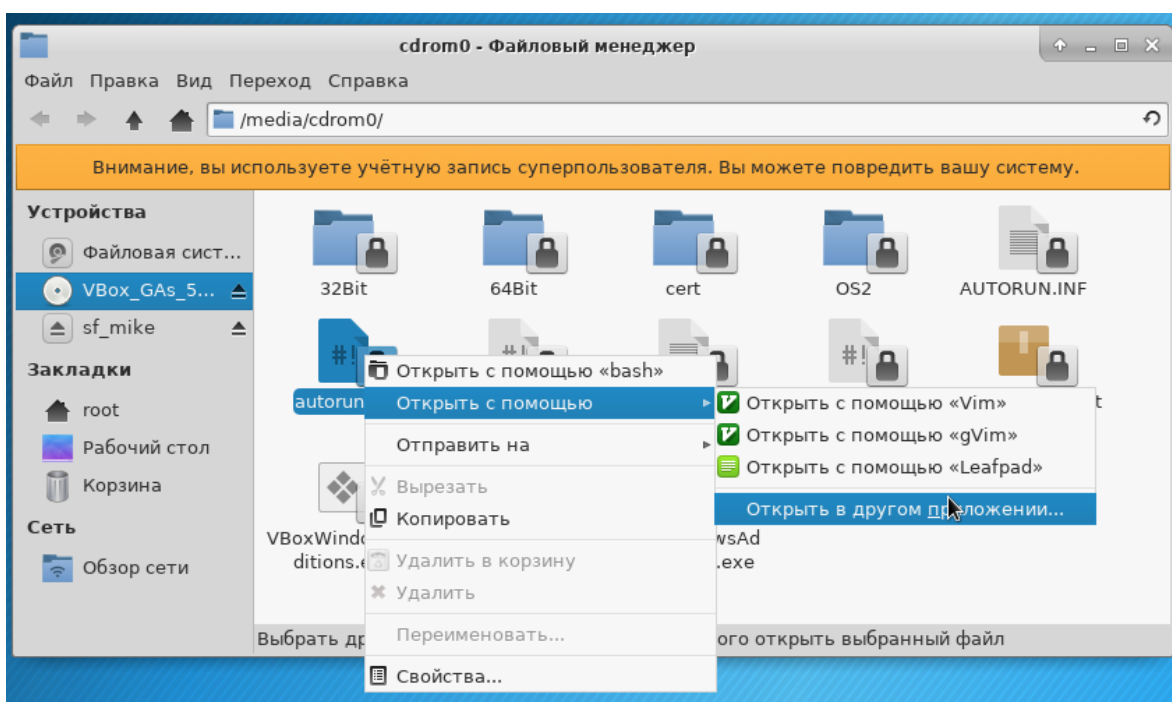 cdrom0 - Файловый менеджер
Файл Правка Вид Переход Справка
/media/cdrom0/
Внимание, вы используете учётную запись суперпользователя. Вы можете повредить вашу систему.
Устройства
Файловая сист...
VBox_GAs_5...
sf_mike
Закладки
root
Рабочий стол
Корзина
Сеть
Обзор сети
32Bit
64Bit
cert
OS2
AUTORUN.INF
#!
#!
#!
autorun
Открыть с помощью «bash»
Открыть с помощью
Отправить на
Вырезать
Копировать
Удалить в корзину
Удалить
Переименовать...
Свойства...
Открыть с помощью «Vim»
Открыть с помощью «gVim»
Открыть с помощью «Leafpad»
Открыть в другом приложении...
VBoxWind
ditions.e
wsAd
.exe
Выбрать
ого открыть выбранный файл